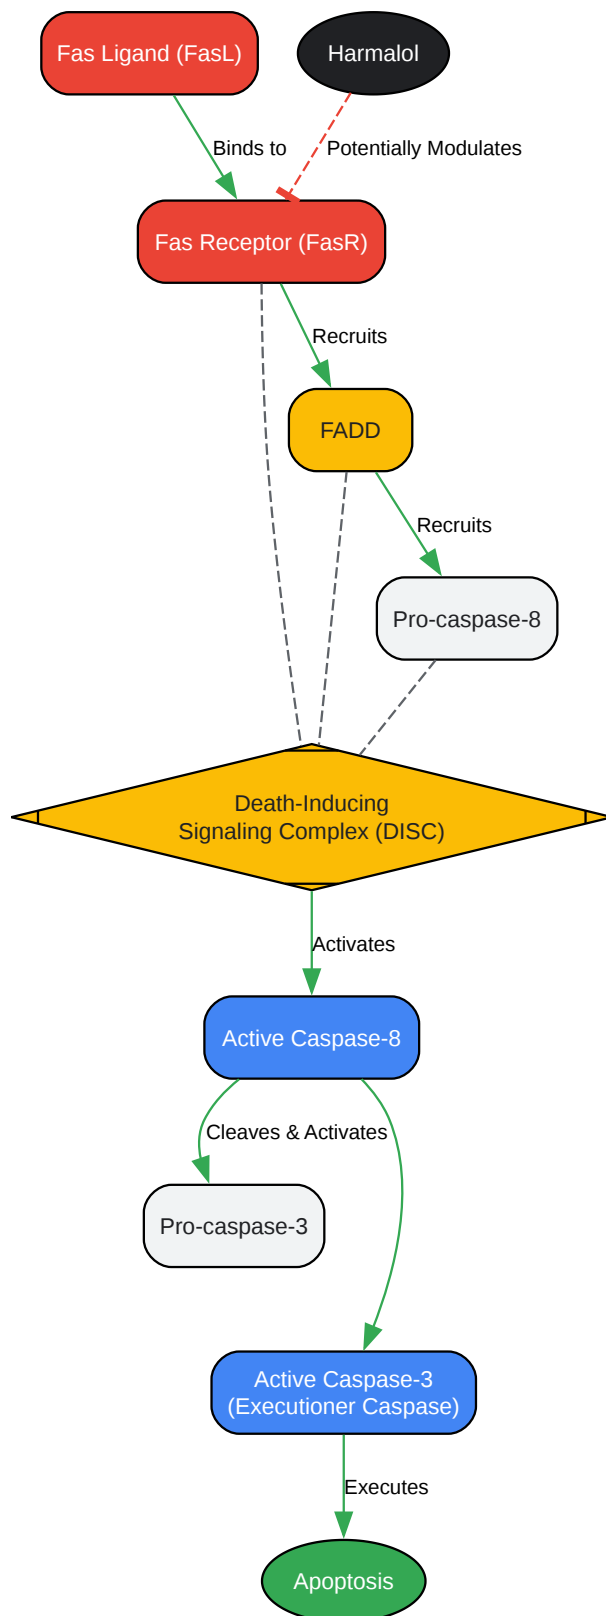 Fas Ligand (FasL)
Harmalol
Binds to
Potentially Modulates
Fas Receptor (FasR)
Recruits
FADD
Recruits
Pro-caspase-8
Death-Inducing
Signaling Complex (DISC)
Activates
Active Caspase-8
Cleaves & Activates
Pro-caspase-3
Active Caspase-3
(Executioner Caspase)
Executes
Apoptosis